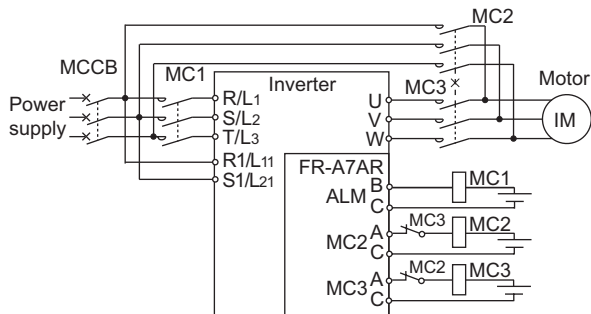 MC2
MCCB
MC1
Inverter
MC3
Motor
Power
supply
R/L1
S/L2
T/L3
R1/L11
S1/L21
U
V
W
IM
FR-A7AR
ALM
B
C
MC1
MC2
A
C
MC3
MC2
MC3
A
C
MC2
MC3